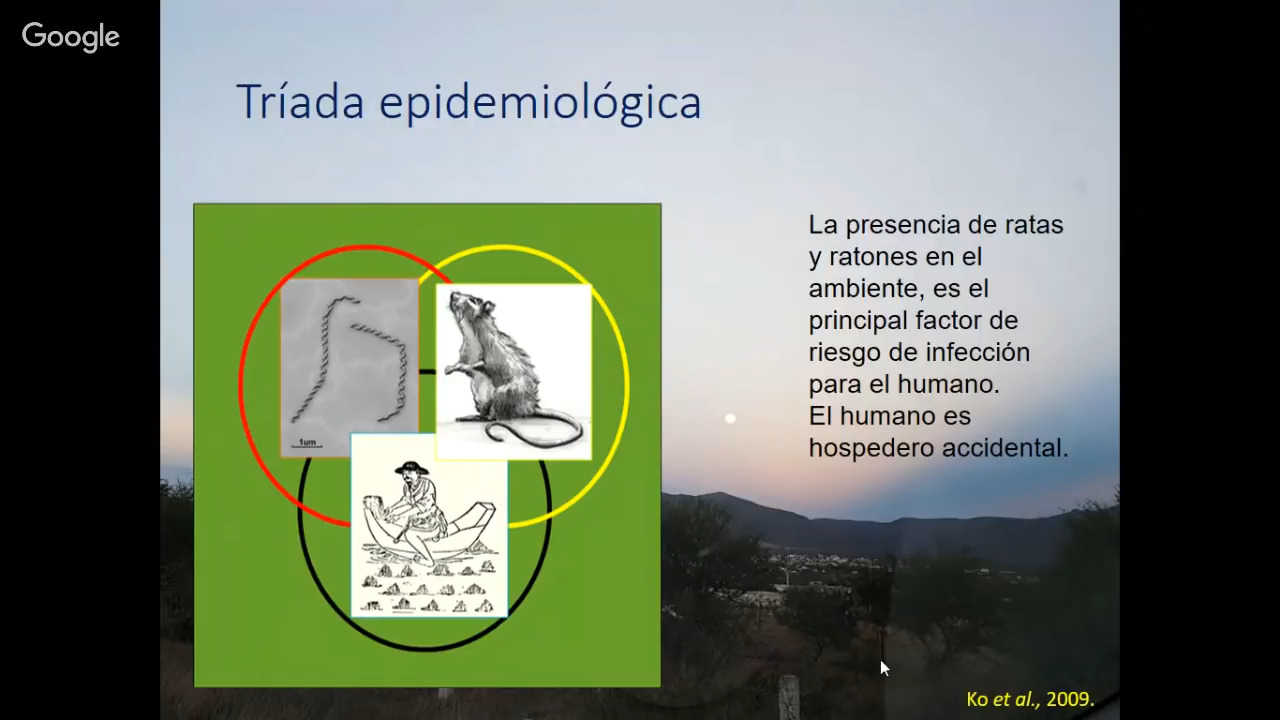 Google
Tríada epidemiológica
La presencia de ratas
y ratones en el
ambiente, es el
principal factor de
riesgo de infección
para el humano.
El humano es
hospedero accidental.
1um
Ko et al., 2009.